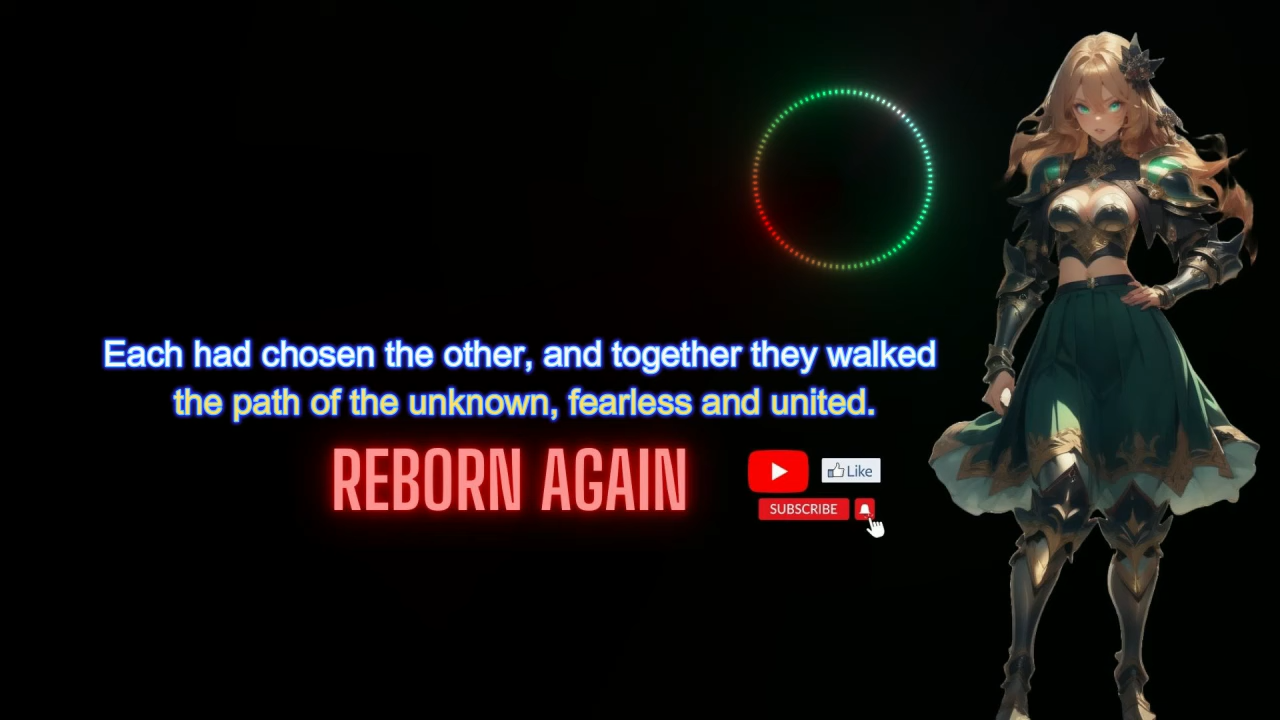 Each had chosen the other, and together they walked
the path of the unknown, fearless and united.
REBORN AGAIN
Like
SUBSCRIBE